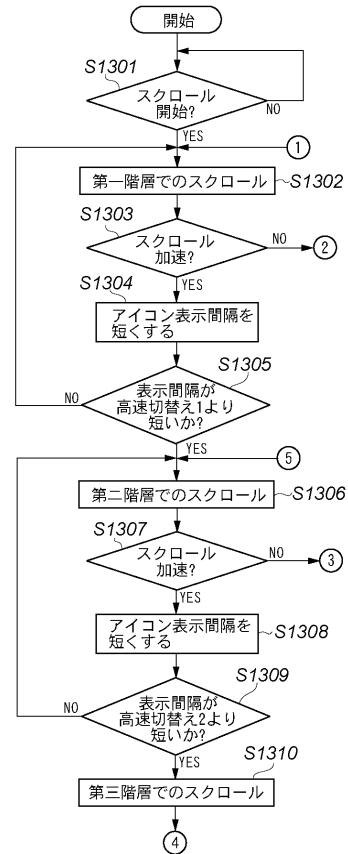 開始
S1301
スクロール
開始?
NO
YES
1
第一階層でのスクロール
S1302
S1303
スクロール
加速?
NO
2
YES
S1304
アイコン表示間隔を
短くする
S1305
表示間隔が
高速切替え1より
短いか?
NO
YES
5
第二階層でのスクロール
S1306
S1307
スクロール
加速?
NO
3
YES
アイコン表示間隔を
短くする
S1308
S1309
表示間隔が
高速切替え2より
短いか?
NO
YES
S1310
第三階層でのスクロール
4